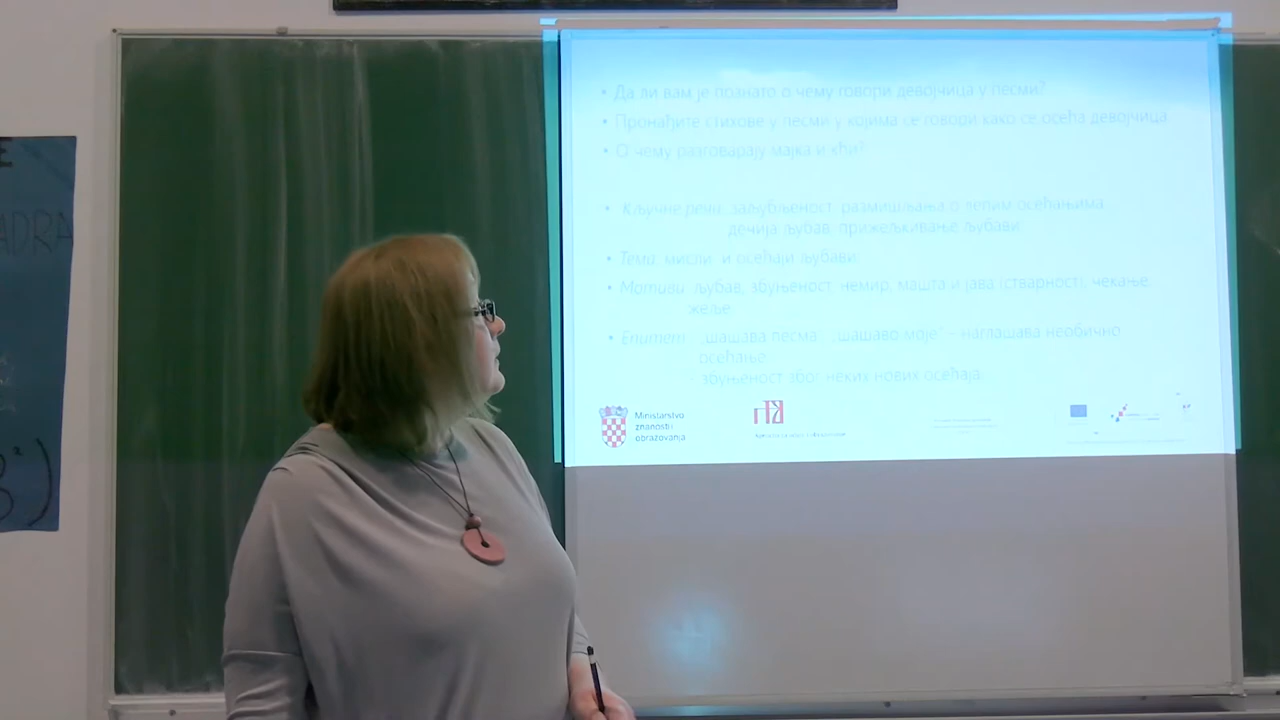 ADRA
• Да ли вам је познато о чему говори девојчица у песми?
• Пронађите стихове у песми у којима се говори како се осећа девојчица.
• О чему разговарају мајка и кћи?
• Кључне речи: заљубљеност, размишљања о лепим осећањима,
дечија љубав, прижељкивање љубави
• Тема: мисли и осећаји љубави
• Мотиви: љубав, збуњеност, немир, машта и јава (стварност), чекање,
жеље
• Епитет: „шашава песма", „шашаво моје" – наглашава необично
осећање
- збуњеност због неких нових осећаја
Ministarstvo
znanosti i
obrazovanja